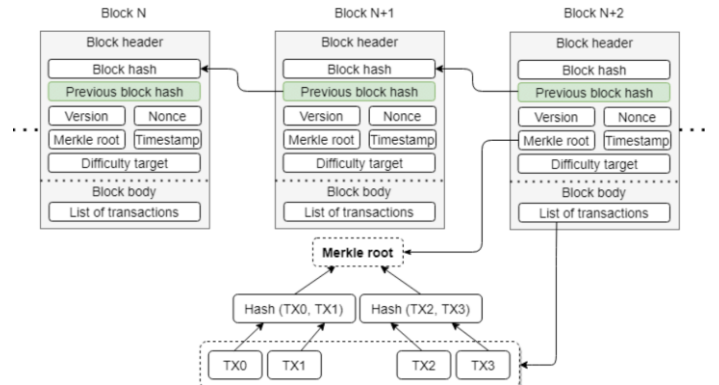 Block N
Block header
Block hash
Previous block hash
Version Nonce
Merkle root Timestamp
Difficulty target
Block body
List of transactions
Block N+1
Block header
Block hash
Previous block hash
Version Nonce
Merkle root Timestamp
Difficulty target
Block body
List of transactions
Block N+2
Block header
Block hash
Previous block hash
Version Nonce
Merkle root Timestamp
Difficulty target
Block body
List of transactions
Merkle root
Hash (TX0, TX1) Hash (TX2, TX3)
TX0 TX1 TX2 TX3